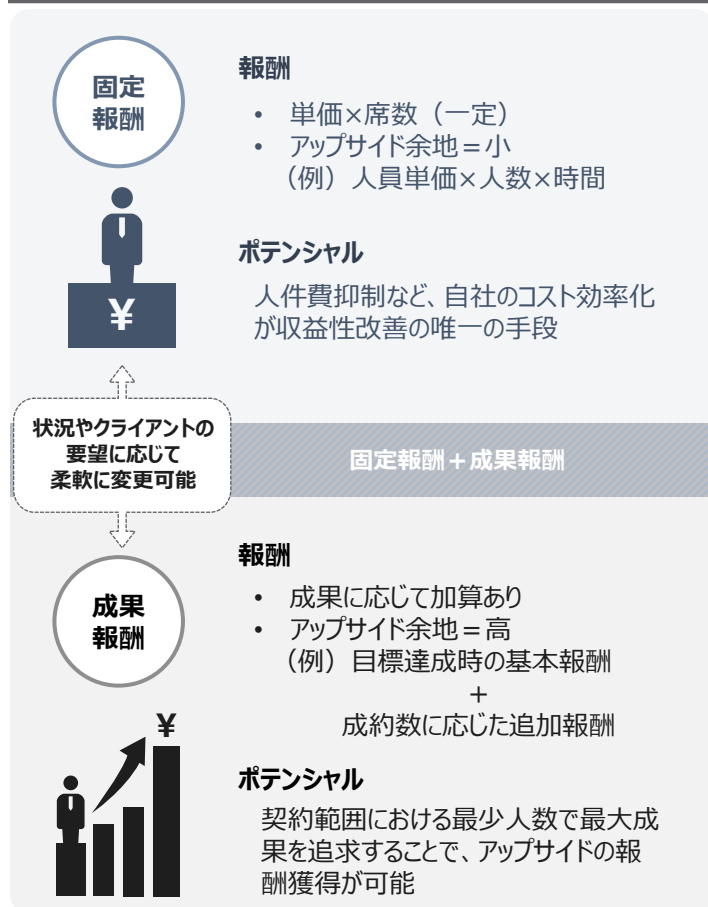 固定
報酬
報酬
• 単価×席数（一定）
• アップサイド余地＝小
（例）人員単価×人数×時間
¥
ポテンシャル
人件費抑制など、自社のコスト効率化
が収益性改善の唯一の手段
状況やクライアントの
要望に応じて
柔軟に変更可能
固定報酬＋成果報酬
成果
報酬
報酬
• 成果に応じて加算あり
• アップサイド余地＝高
（例）目標達成時の基本報酬
＋
成約数に応じた追加報酬
¥
ポテンシャル
契約範囲における最少人数で最大成
果を追求することで、アップサイドの報
酬獲得が可能